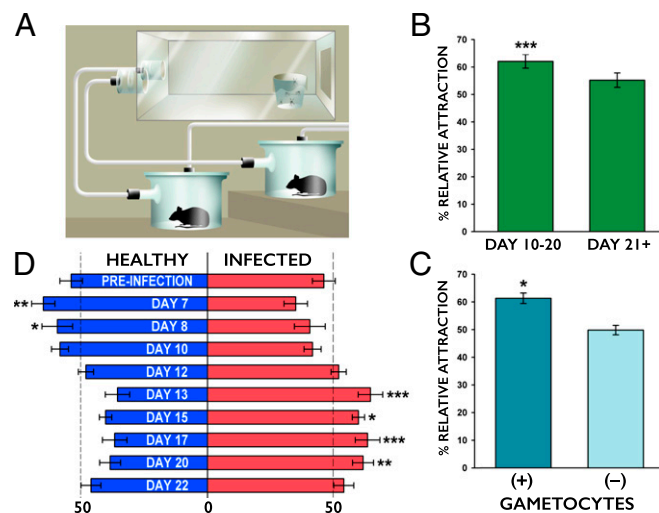 A
B
% RELATIVE ATTRACTION
70
60
50
40
30
20
10
0
***
DAY 10-20
DAY 21+
D
HEALTHY
INFECTED
PRE-INFECTION
** DAY 7
* DAY 8
DAY 10
DAY 12
DAY 13 ***
DAY 15 *
DAY 17 ***
DAY 20 **
DAY 22
50
0
50
C
% RELATIVE ATTRACTION
70
60
50
40
30
20
10
0
*
(+)
(−)
GAMETOCYTES